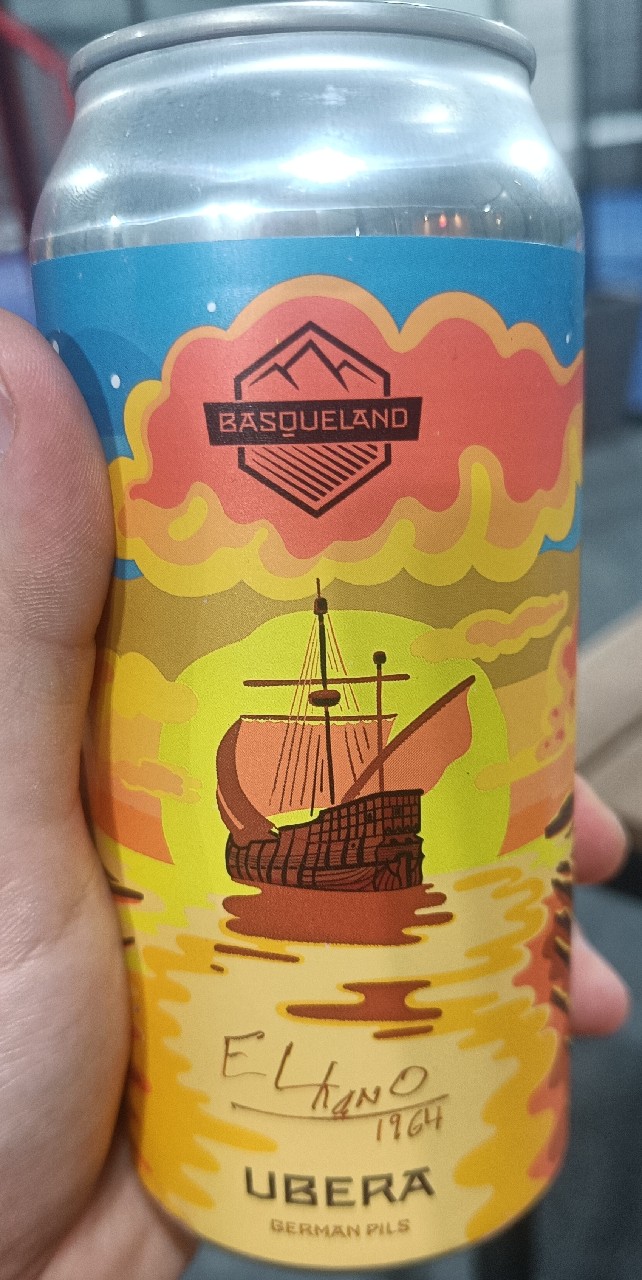 BASQUELAND
ELKANO
1964
UBERA
GERMAN PILS